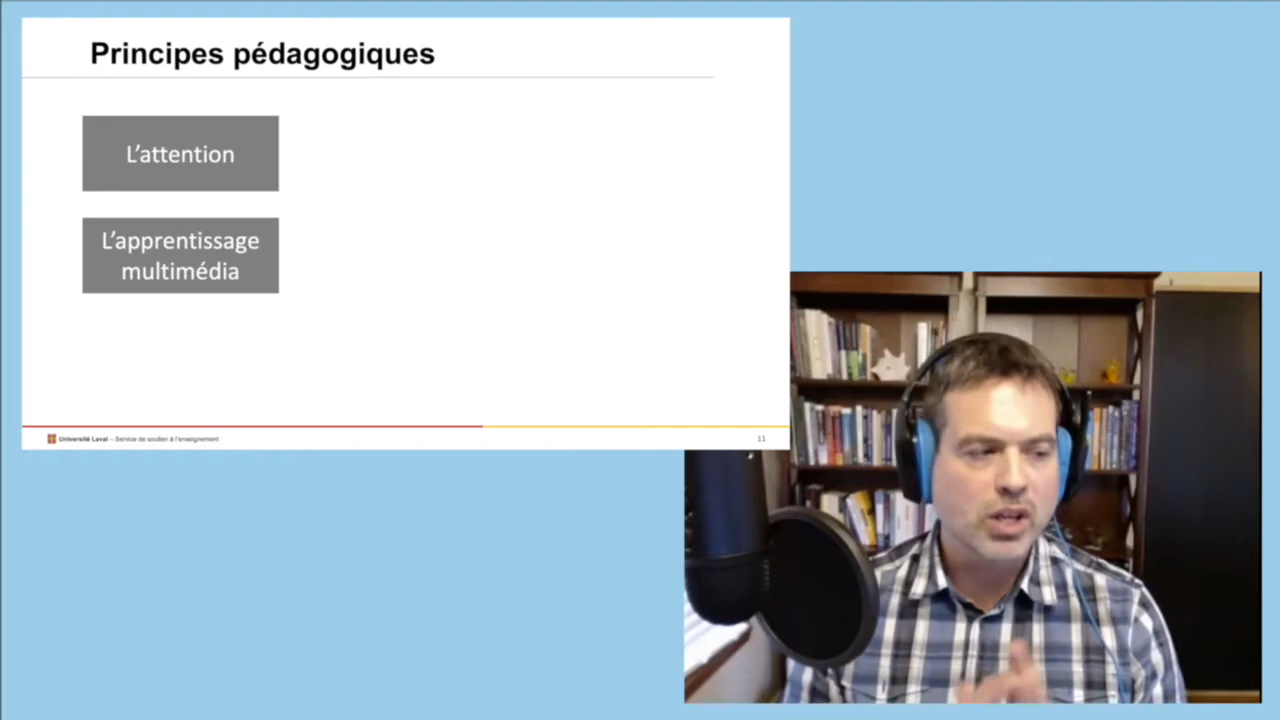 Principes pédagogiques
L'attention
L'apprentissage
multimédia
Université Laval – Service de soutien à l'enseignement
11